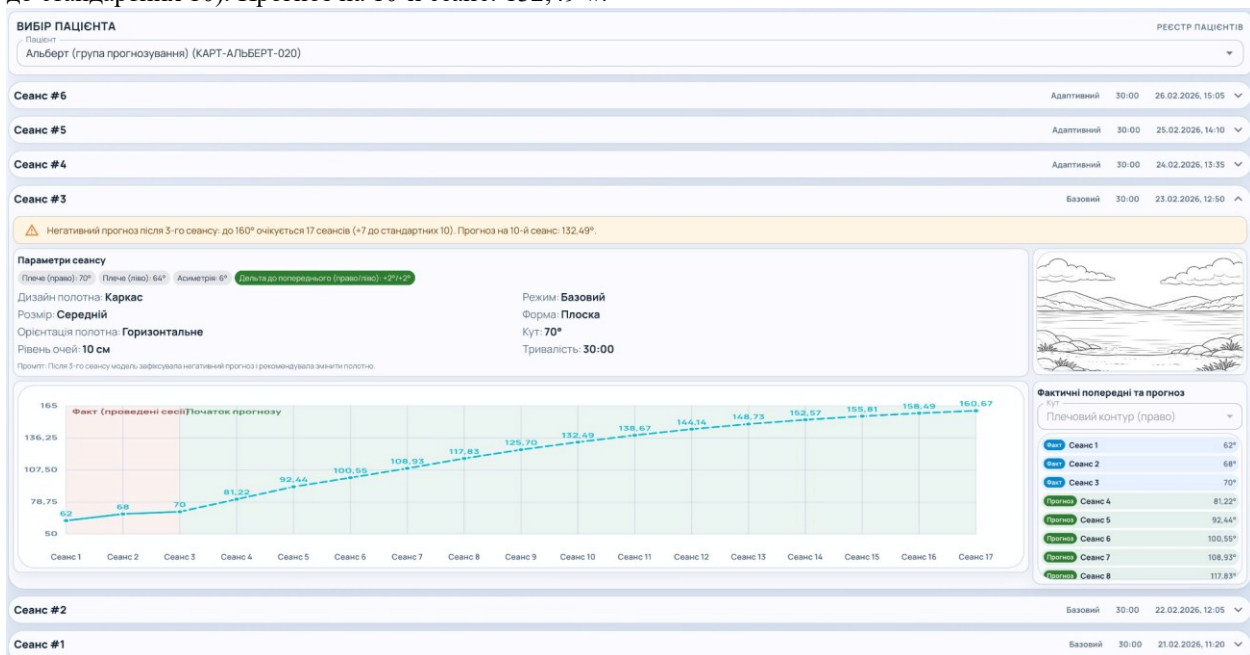 до стандартних 10). Прогноз на 10-й сеанс: 132,49°».
ВИБІР ПАЦІЄНТА
РЕЄСТР ПАЦІЄНТІВ
Пацієнт
Альберт (група прогнозування) (КАРТ-АЛЬБЕРТ-020)
Сеанс #6 Адаптивний 30:00 26.02.2026, 15:05
Сеанс #5 Адаптивний 30:00 25.02.2026, 14:10
Сеанс #4 Адаптивний 30:00 24.02.2026, 13:35
Сеанс #3 Базовий 30:00 23.02.2026, 12:50
Негативний прогноз після 3-го сеансу: до 160° очікується 17 сеансів (+7 до стандартних 10). Прогноз на 10-й сеанс: 132,49°.
Параметри сеансу
Плече (право): 70° Плече (ліво): 64° Асиметрія: 6° Дельта до попереднього (право/ліво): +2°/+2°
Дизайн полотна: Каркас Режим: Базовий
Розмір: Середній Форма: Плоска
Орієнтація полотна: Горизонтальне Кут: 70°
Рівень очей: 10 см Тривалість: 30:00
Промпт: Після 3-го сеансу модель зафіксувала негативний прогноз і рекомендувала змінити полотно.
165
136,25
107,50
78,75
50
Факт (проведені сесії) Початок прогнозу
62 68 70 81,22 92,44 100,55 108,93 117,83 125,70 132,49 138,67 144,14 148,73 152,57 155,81 158,49 160,67
Сеанс 1 Сеанс 2 Сеанс 3 Сеанс 4 Сеанс 5 Сеанс 6 Сеанс 7 Сеанс 8 Сеанс 9 Сеанс 10 Сеанс 11 Сеанс 12 Сеанс 13 Сеанс 14 Сеанс 15 Сеанс 16 Сеанс 17
Фактичні попередні та прогноз
Кут
Плечовий контур (право)
Факт Сеанс 1 62°
Факт Сеанс 2 68°
Факт Сеанс 3 70°
Прогноз Сеанс 4 81,22°
Прогноз Сеанс 5 92,44°
Прогноз Сеанс 6 100,55°
Прогноз Сеанс 7 108,93°
Прогноз Сеанс 8 117,83°
Сеанс #2 Базовий 30:00 22.02.2026, 12:05
Сеанс #1 Базовий 30:00 21.02.2026, 11:20